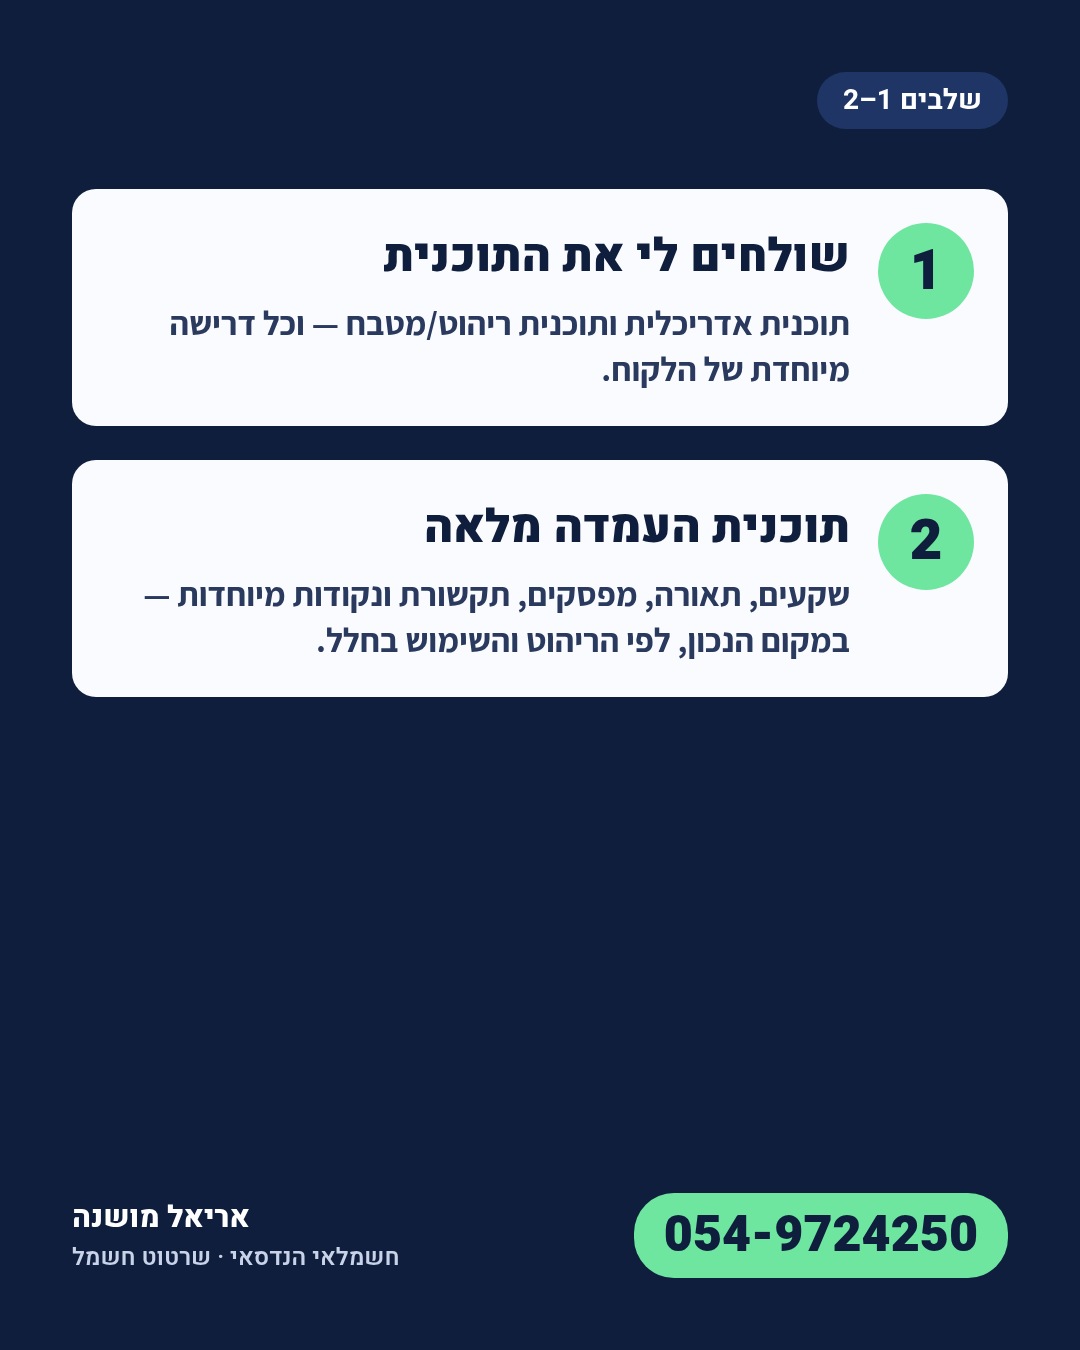 שלבים 1–2
1
שולחים לי את התוכנית
תוכנית אדריכלית ותוכנית ריהוט/מטבח — וכל דרישה
מיוחדת של הלקוח.
2
תוכנית העמדה מלאה
שקעים, תאורה, מפסקים, תקשורת ונקודות מיוחדות —
במקום הנכון, לפי הריהוט והשימוש בחלל.
054-9724250
אריאל מושנה
חשמלאי הנדסאי · שרטוט חשמל